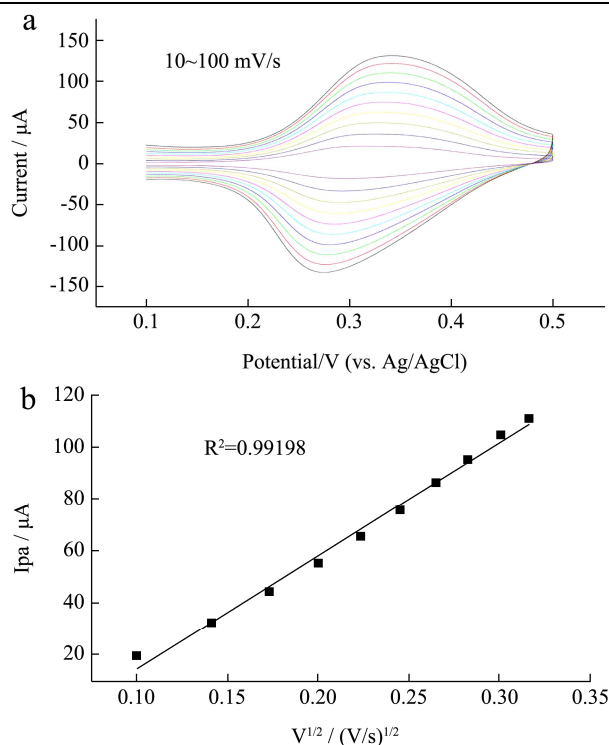 a
150
10~100 mV/s
100
50
0
-50
-100
-150
Current / μA
0.1 0.2 0.3 0.4 0.5
Potential/V (vs. Ag/AgCl)
b
120
R²=0.99198
100
80
60
40
20
Ipa / μA
0.10 0.15 0.20 0.25 0.30 0.35
V^1/2 / (V/s)^1/2